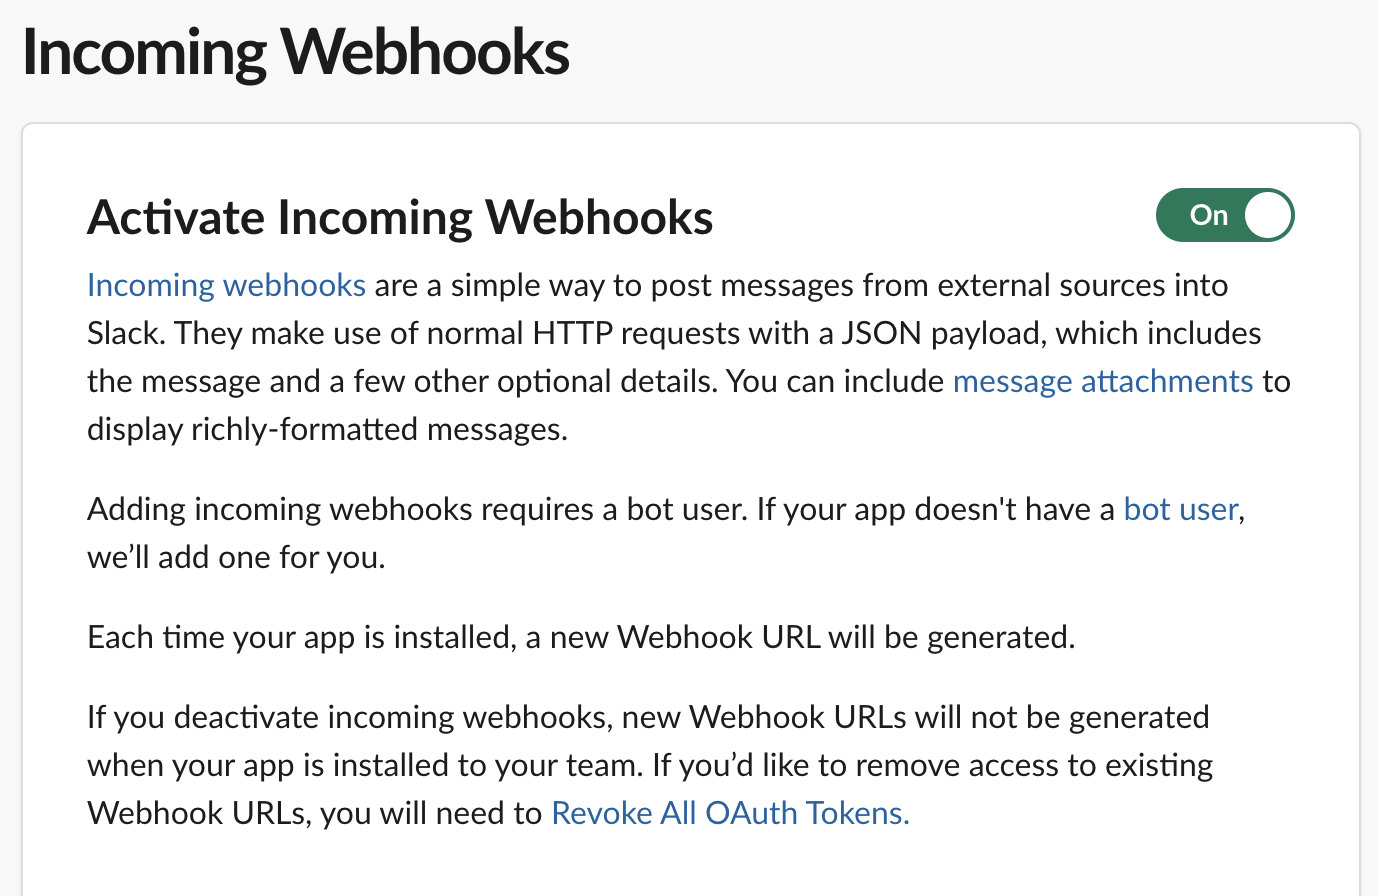 Incoming Webhooks
Activate Incoming Webhooks
On
Incoming webhooks are a simple way to post messages from external sources into
Slack. They make use of normal HTTP requests with a JSON payload, which includes
the message and a few other optional details. You can include message attachments to
display richly-formatted messages.
Adding incoming webhooks requires a bot user. If your app doesn't have a bot user,
we’ll add one for you.
Each time your app is installed, a new Webhook URL will be generated.
If you deactivate incoming webhooks, new Webhook URLs will not be generated
when your app is installed to your team. If you’d like to remove access to existing
Webhook URLs, you will need to Revoke All OAuth Tokens.